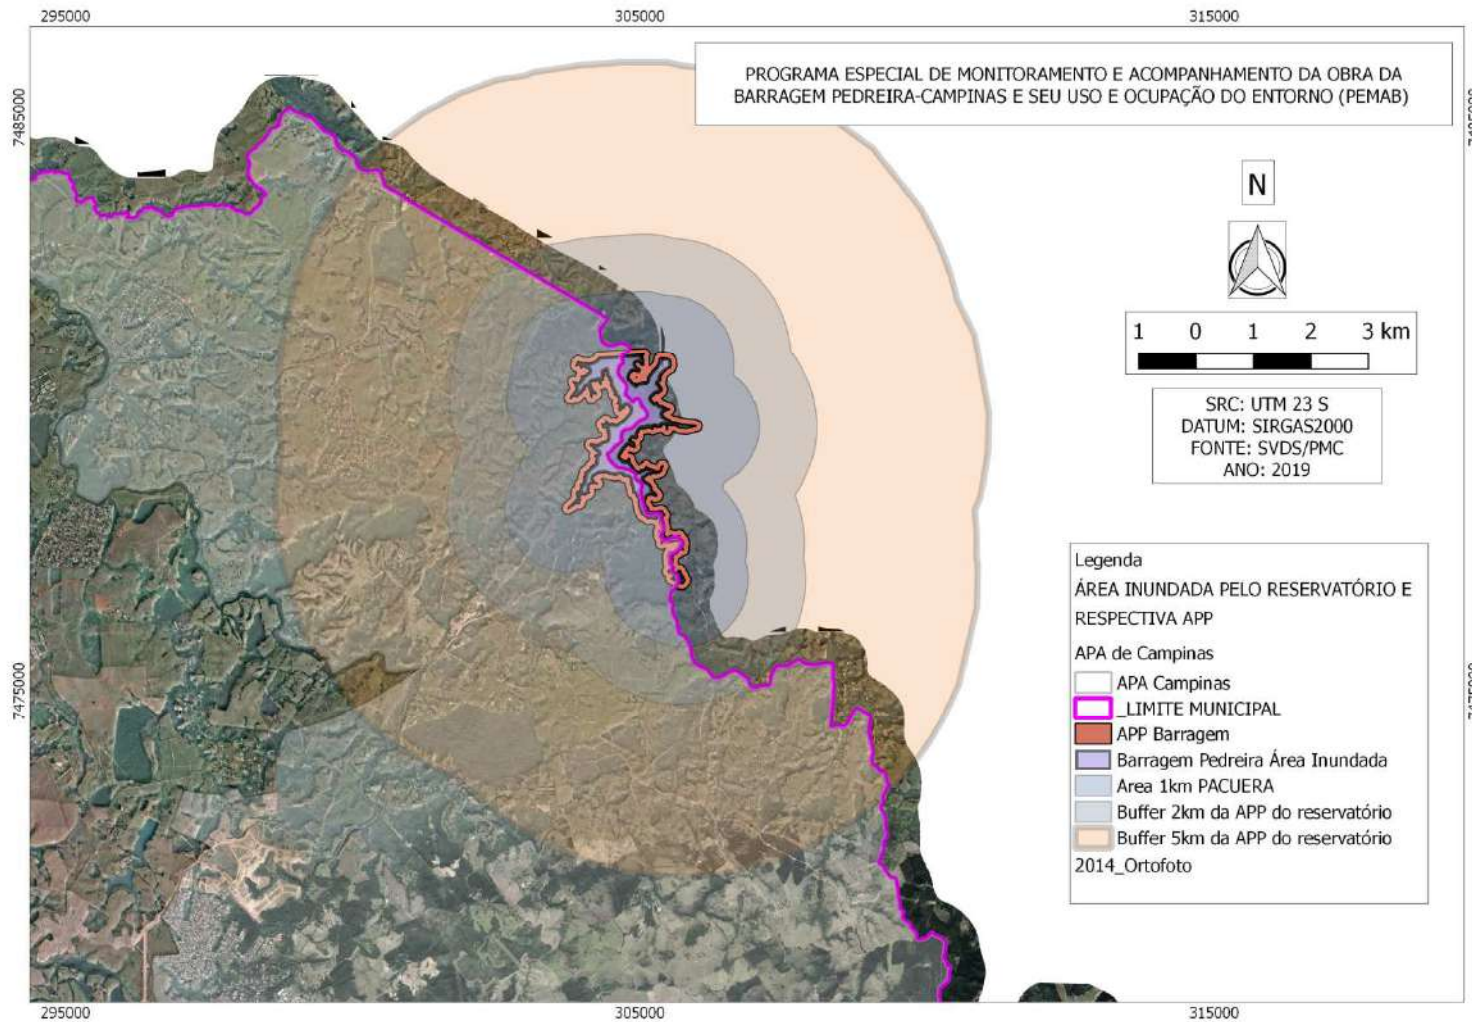 295000
305000
315000
PROGRAMA ESPECIAL DE MONITORAMENTO E ACOMPANHAMENTO DA OBRA DA
BARRAGEM PEDREIRA-CAMPINAS E SEU USO E OCUPAÇÃO DO ENTORNO (PEMAB)
7485000
N
1 0 1 2 3 km
SRC: UTM 23 S
DATUM: SIRGAS2000
FONTE: SVDS/PMC
ANO: 2019
Legenda
ÁREA INUNDADA PELO RESERVATÓRIO E
RESPECTIVA APP
APA de Campinas
APA Campinas
_LIMITE MUNICIPAL
APP Barragem
Barragem Pedreira Área Inundada
Area 1km PACUERA
Buffer 2km da APP do reservatório
Buffer 5km da APP do reservatório
2014_Ortofoto
7475000
295000
305000
315000